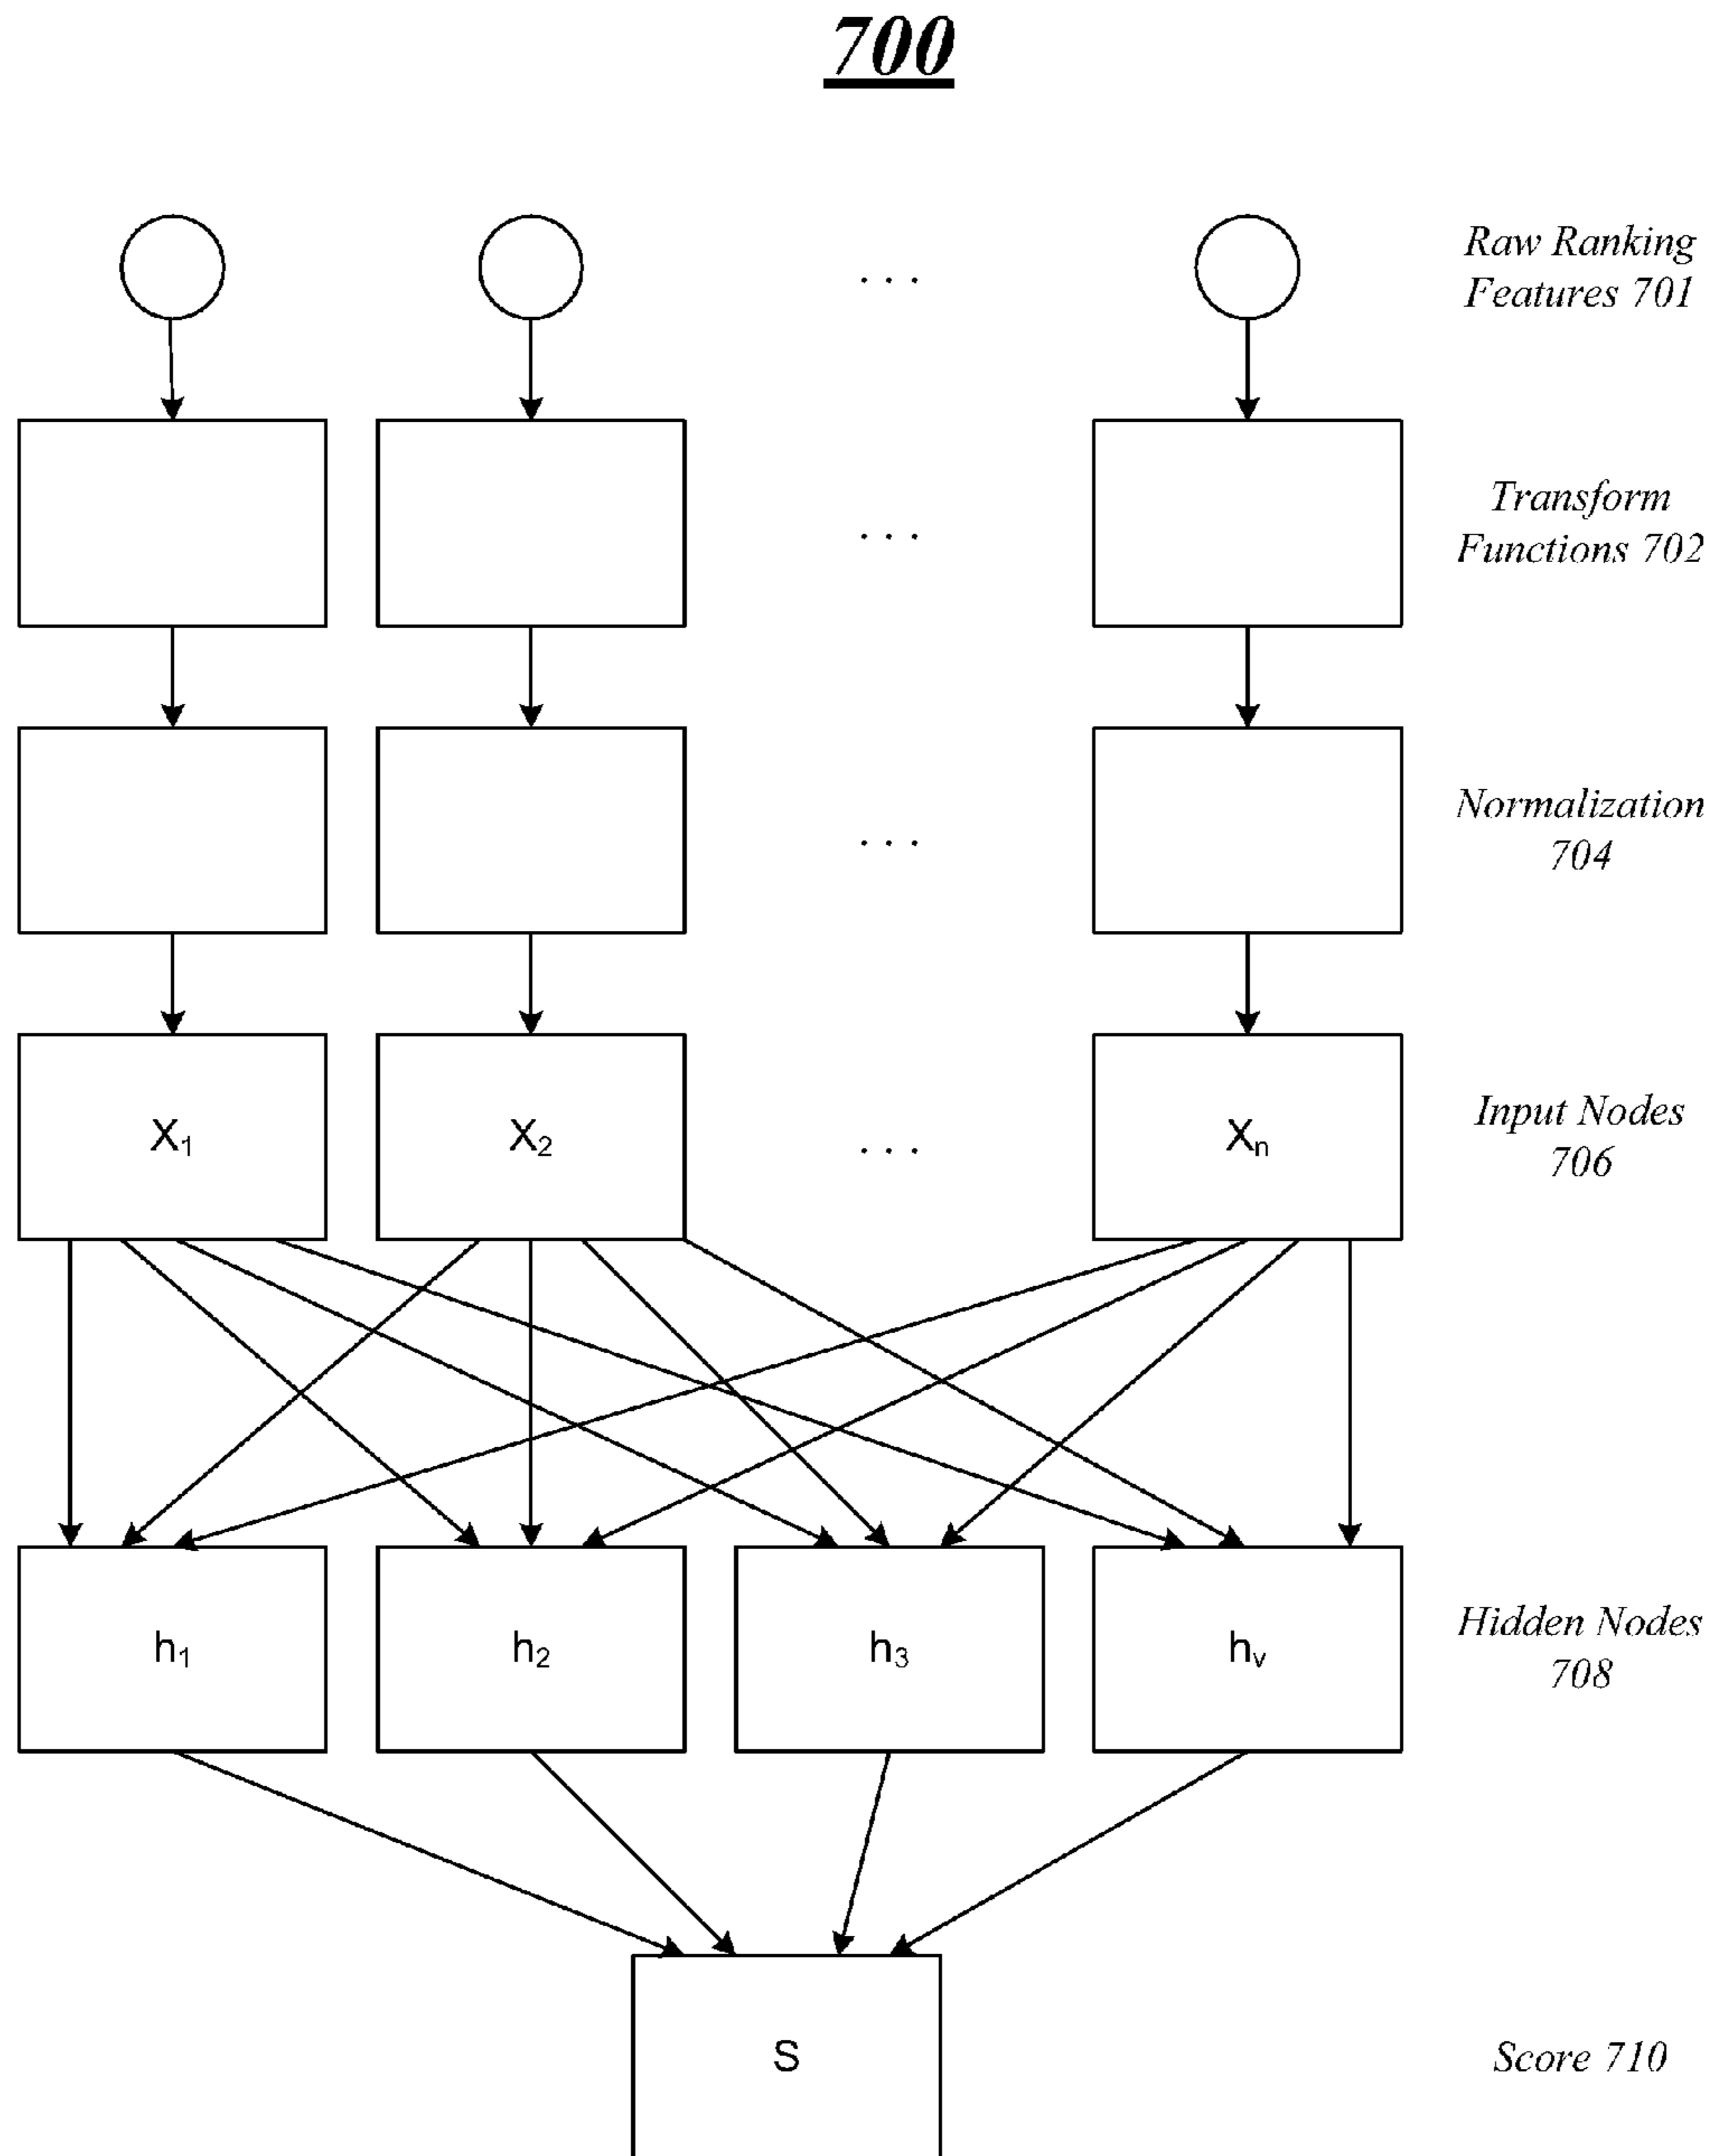 700
Raw Ranking
Features 701
. . .
Transform
Functions 702
. . .
Normalization
704
. . .
X₁ X₂ . . . Xₙ
Input Nodes
706
h₁ h₂ h₃ hᵥ
Hidden Nodes
708
S
Score 710